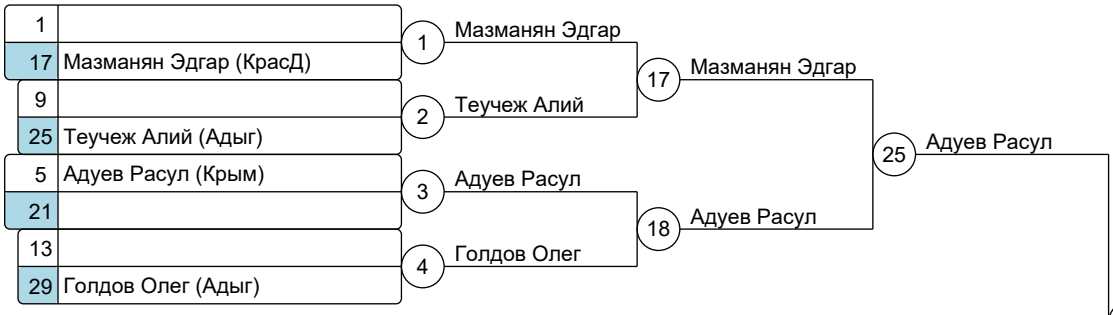 1
17 Мазманян Эдгар (КрасД)
9
25 Теучеж Алий (Адыг)
5 Адуев Расул (Крым)
21
13
29 Голдов Олег (Адыг)
1 Мазманян Эдгар
2 Теучеж Алий
3 Адуев Расул
4 Голдов Олег
17 Мазманян Эдгар
18 Адуев Расул
25 Адуев Расул